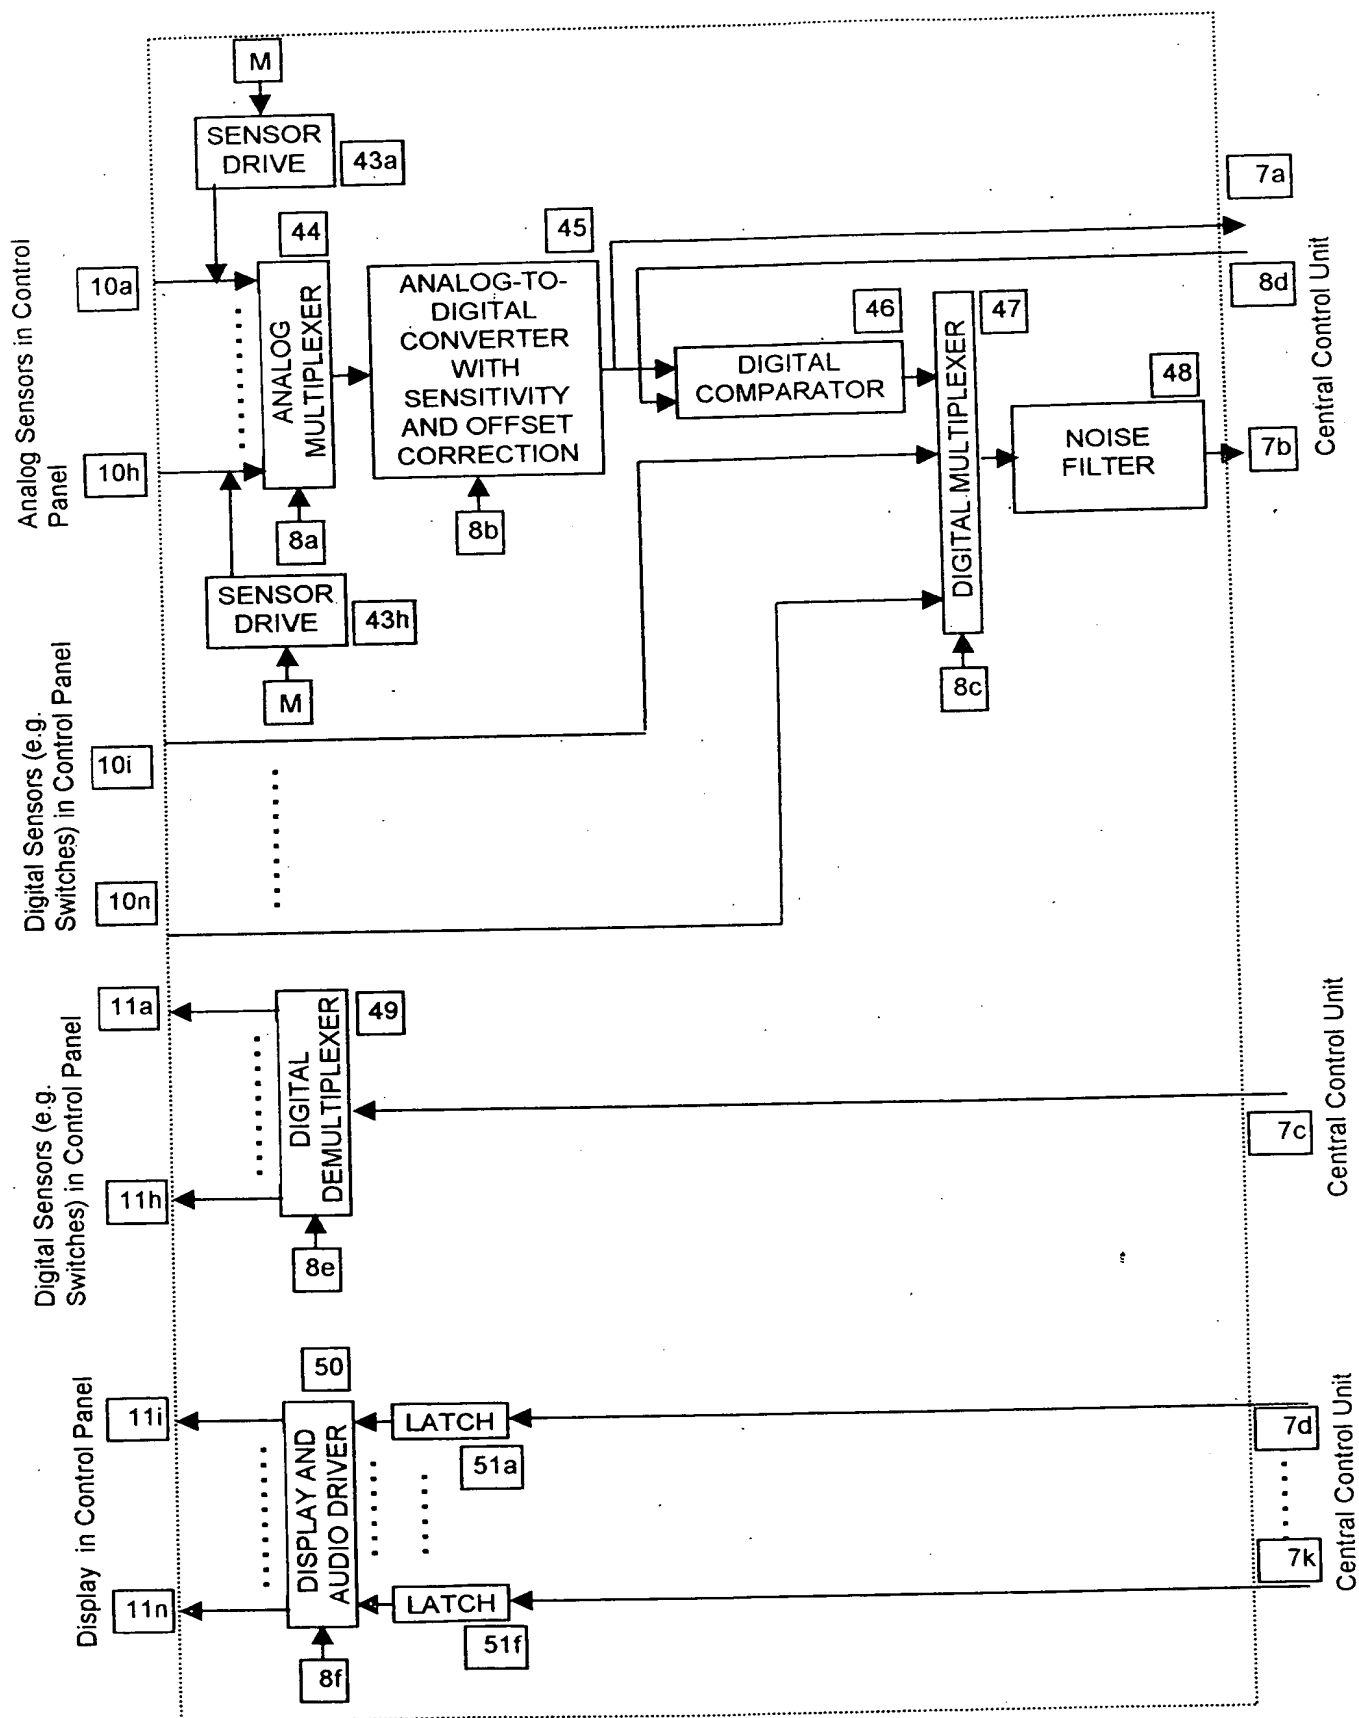 M
SENSOR
DRIVE
43a
7a
44
45
10a
ANALOG
MULTIPLEXER
ANALOG-TO-
DIGITAL
CONVERTER
WITH
SENSITIVITY
AND OFFSET
CORRECTION
8d
46
47
DIGITAL
COMPARATOR
DIGITAL MULTIPLEXER
48
NOISE
FILTER
7b
Central Control Unit
Analog Sensors in Control
Panel
10h
8a
8b
SENSOR
DRIVE
43h
M
8c
Digital Sensors (e.g.
Switches) in Control Panel
10i
10n
11a
49
DIGITAL
DEMULTIPLEXER
Digital Sensors (e.g.
Switches) in Control Panel
7c
Central Control Unit
11h
8e
50
Display in Control Panel
11i
DISPLAY AND
AUDIO DRIVER
LATCH
51a
7d
Central Control Unit
7k
11n
LATCH
51f
8f